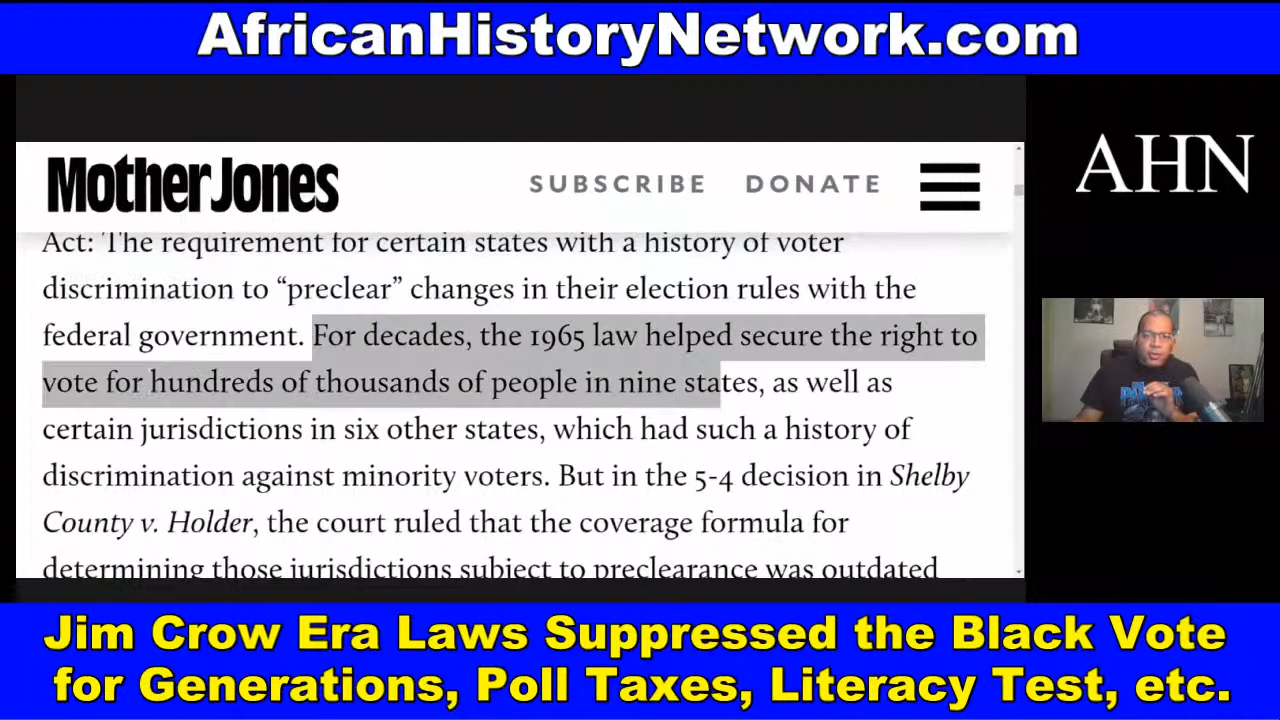 AfricanHistoryNetwork.com
AHN
Mother Jones
SUBSCRIBE DONATE
Act: The requirement for certain states with a history of voter
discrimination to “preclear” changes in their election rules with the
federal government. For decades, the 1965 law helped secure the right to
vote for hundreds of thousands of people in nine states, as well as
certain jurisdictions in six other states, which had such a history of
discrimination against minority voters. But in the 5-4 decision in Shelby
County v. Holder, the court ruled that the coverage formula for
determining those jurisdictions subject to preclearance was outdated
Jim Crow Era Laws Suppressed the Black Vote
for Generations, Poll Taxes, Literacy Test, etc.